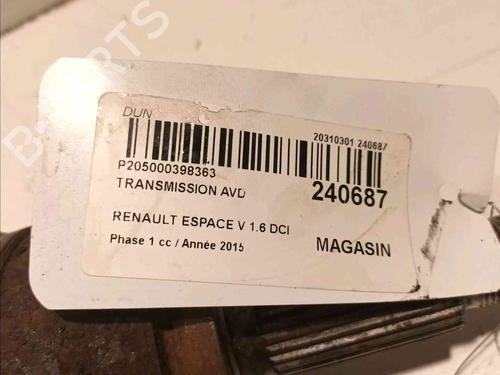 DUN
20310301 240687
P205000398363
TRANSMISSION AVD
240687
RENAULT ESPACE V 1.6 DCI
Phase 1 cc / Année 2015
MAGASIN